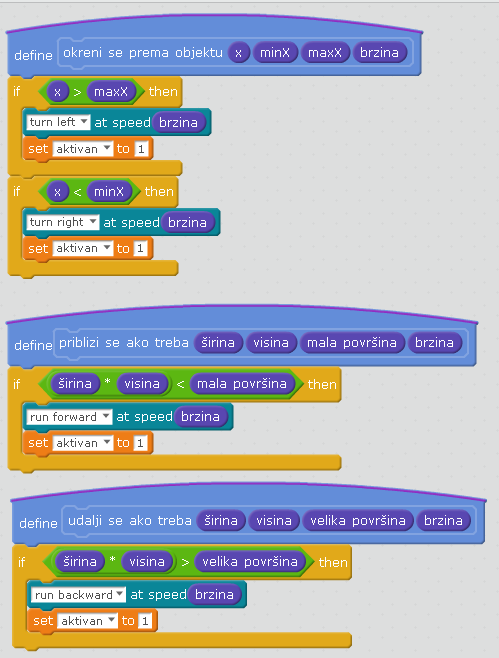 define okreni se prema objektu x minX maxX brzina
if x > maxX then
turn left at speed brzina
set aktivan to 1
if x < minX then
turn right at speed brzina
set aktivan to 1
define priblizi se ako treba širina visina mala površina brzina
if širina * visina < mala površina then
run forward at speed brzina
set aktivan to 1
define udalji se ako treba širina visina velika površina brzina
if širina * visina > velika površina then
run backward at speed brzina
set aktivan to 1